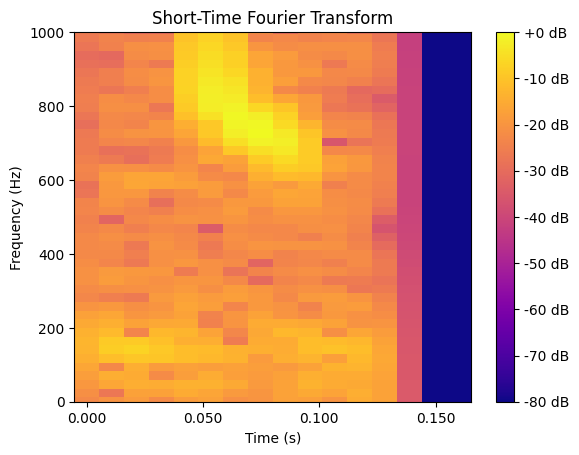 Short-Time Fourier Transform
Frequency (Hz)
1000
800
600
400
200
0
0.000
0.050
0.100
0.150
Time (s)
+0 dB
-10 dB
-20 dB
-30 dB
-40 dB
-50 dB
-60 dB
-70 dB
-80 dB